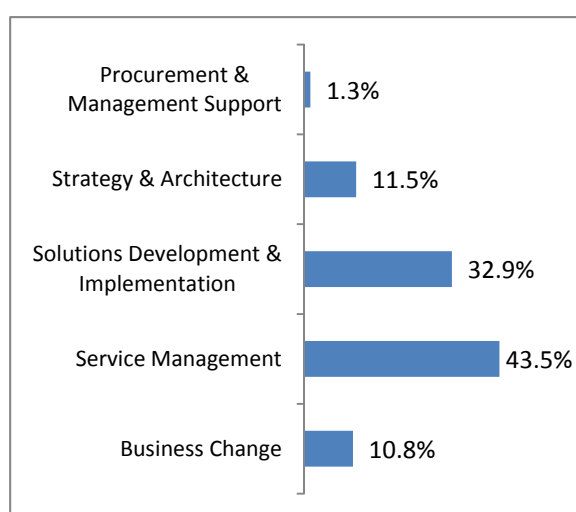 Procurement &
Management Support
1.3%
Strategy & Architecture
11.5%
Solutions Development &
Implementation
32.9%
Service Management
43.5%
Business Change
10.8%